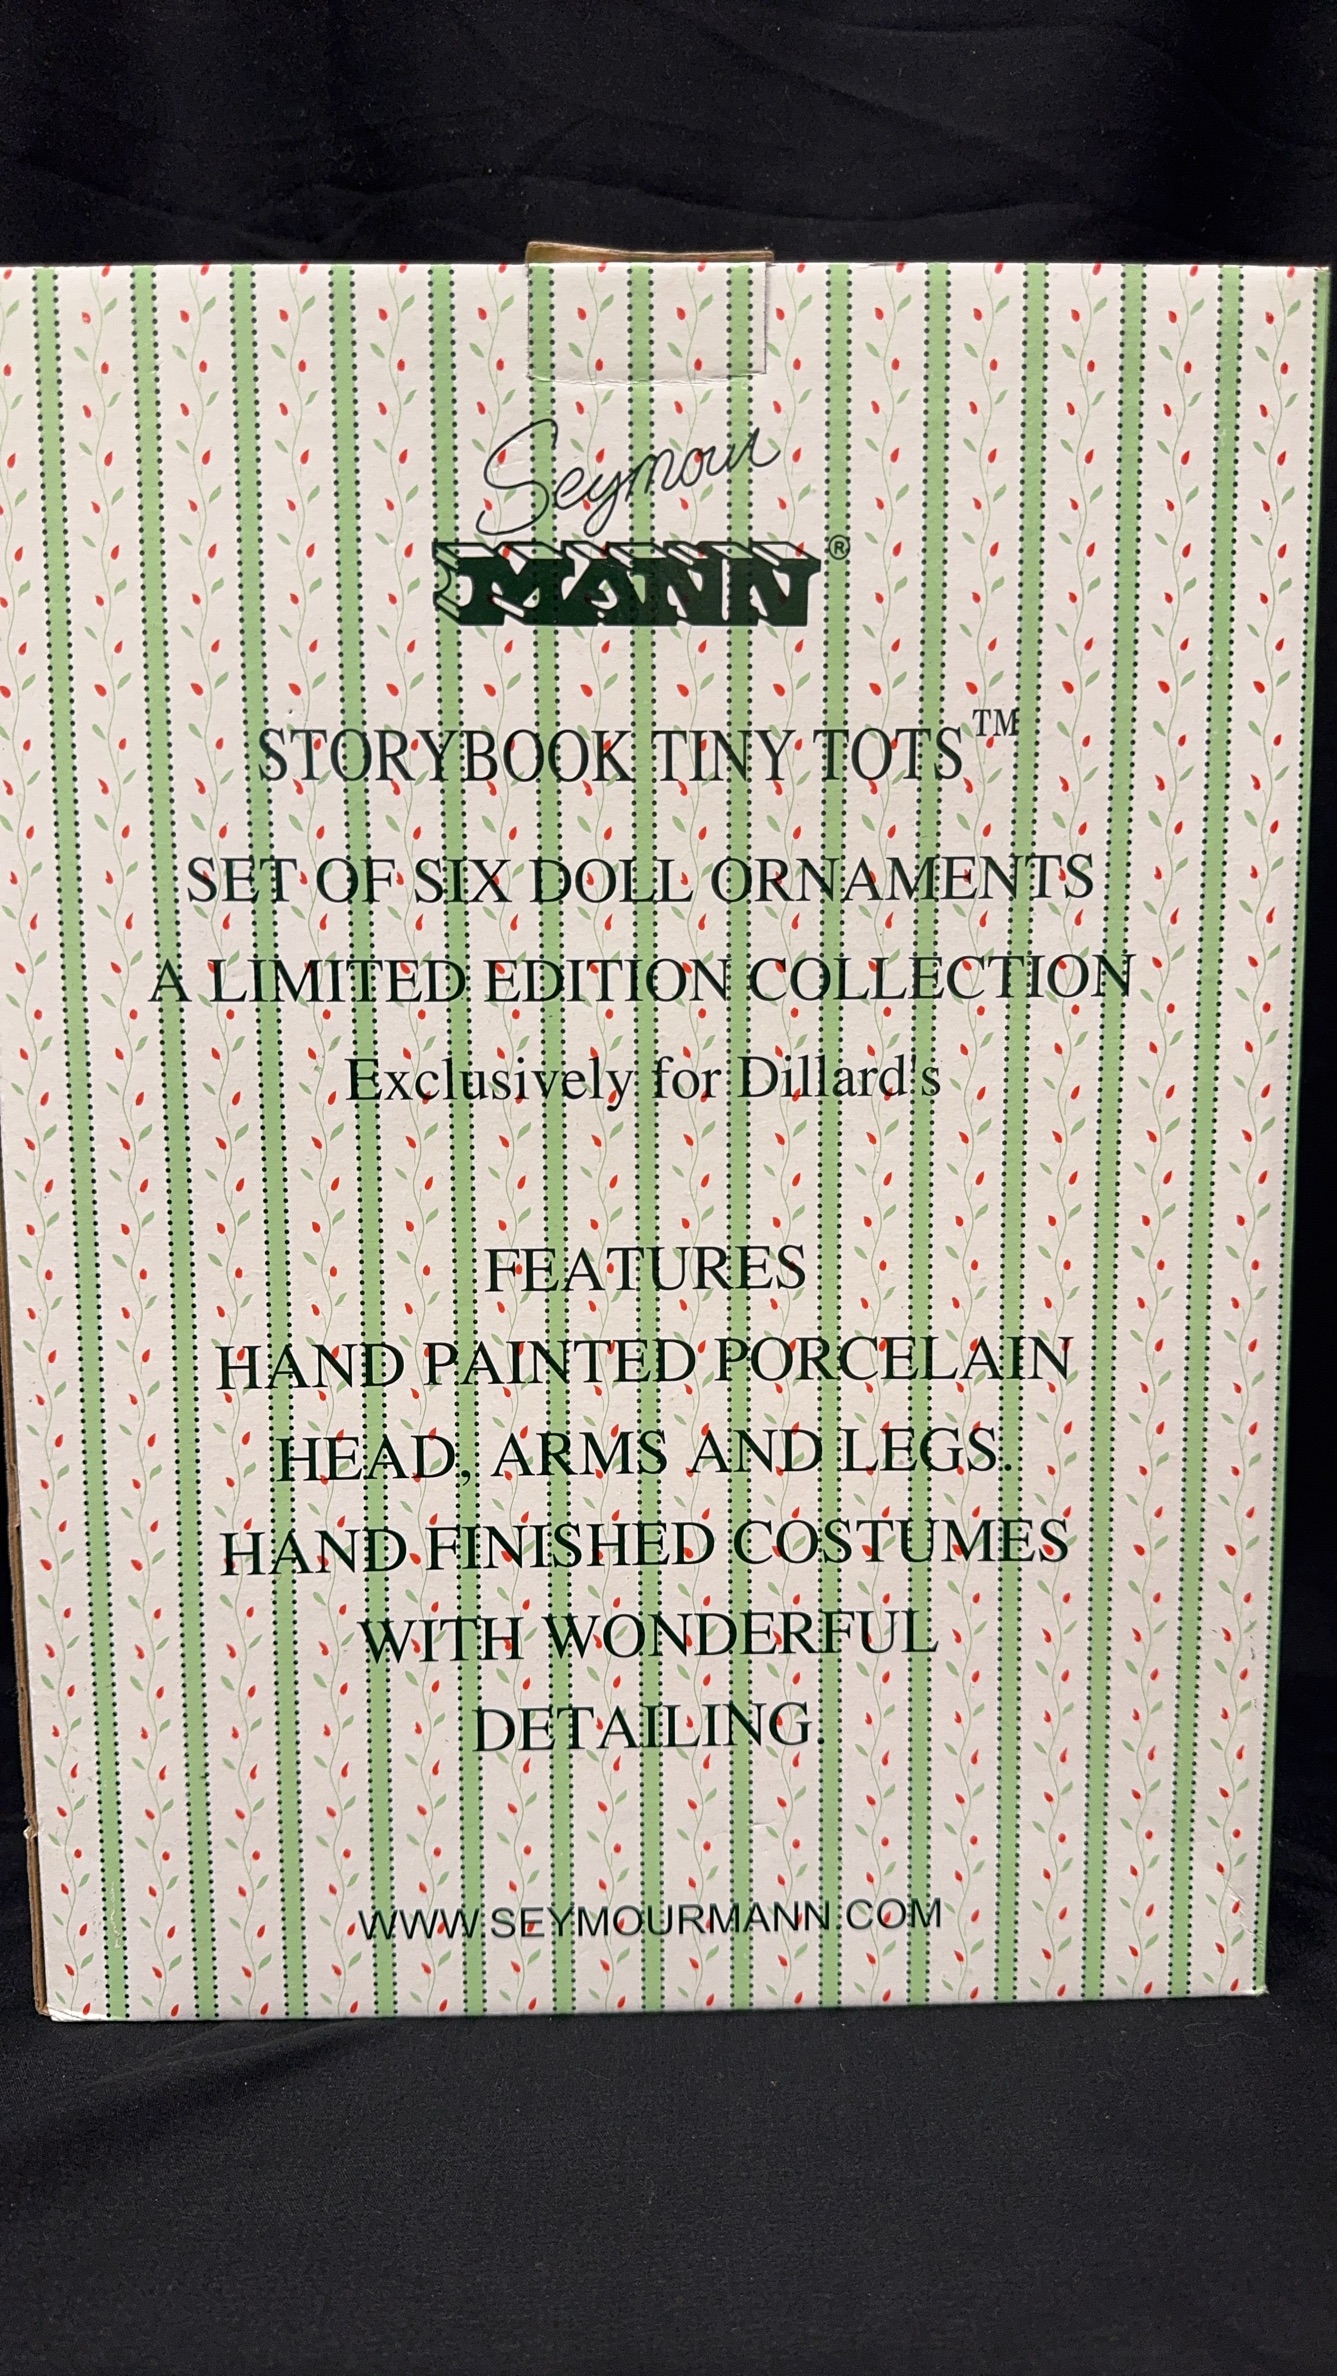 Seymour
MANN®
STORYBOOK TINY TOTS™
SET OF SIX DOLL ORNAMENTS
A LIMITED EDITION COLLECTION
Exclusively for Dillard's
FEATURES
HAND PAINTED PORCELAIN
HEAD, ARMS AND LEGS.
HAND FINISHED COSTUMES
WITH WONDERFUL
DETAILING.
WWW.SEYMOURMANN.COM